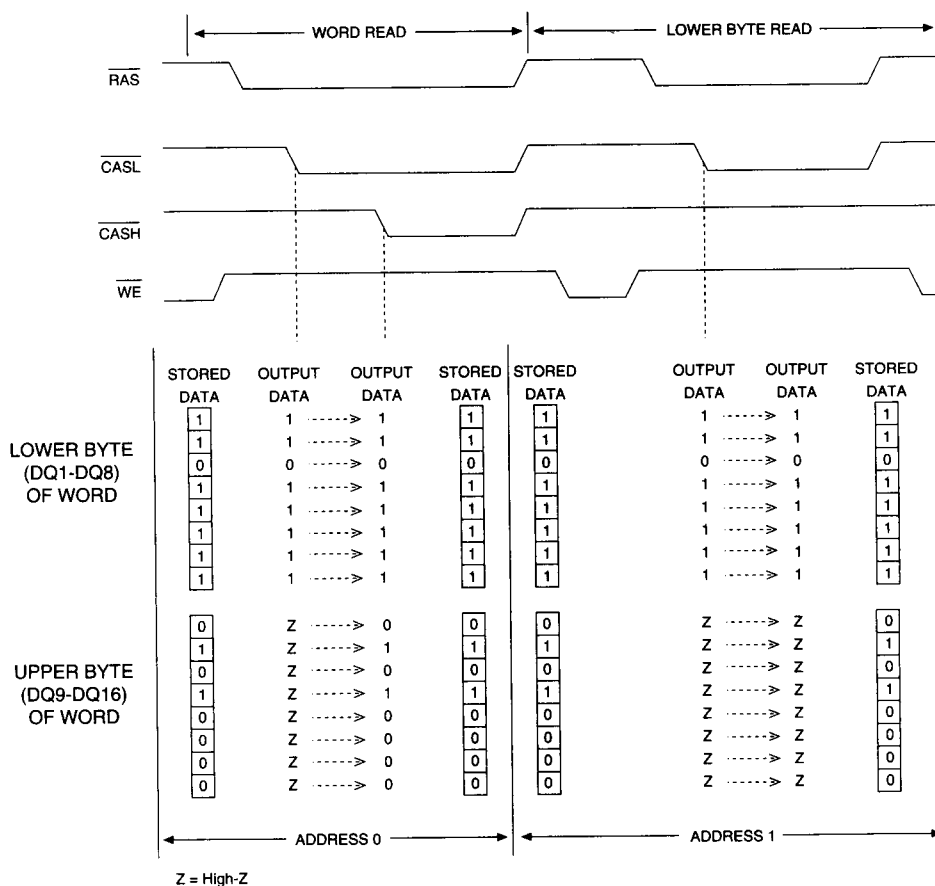 WORD READ LOWER BYTE READ
RAS
CASL
CASH
WE
STORED OUTPUT OUTPUT STORED STORED OUTPUT OUTPUT STORED
DATA DATA DATA DATA DATA DATA DATA DATA
LOWER BYTE
(DQ1-DQ8)
OF WORD
1 1 1 1 1 1 1 1
1 1 1 1 1 1 1 1
0 0 0 0 0 0 0 0
1 1 1 1 1 1 1 1
1 1 1 1 1 1 1 1
1 1 1 1 1 1 1 1
1 1 1 1 1 1 1 1
1 1 1 1 1 1 1 1
UPPER BYTE
(DQ9-DQ16)
OF WORD
0 Z 0 0 0 Z Z 0
1 Z 1 1 1 Z Z 1
0 Z 0 0 0 Z Z 0
1 Z 1 1 1 Z Z 1
0 Z 0 0 0 Z Z 0
0 Z 0 0 0 Z Z 0
0 Z 0 0 0 Z Z 0
0 Z 0 0 0 Z Z 0
ADDRESS 0 ADDRESS 1
Z = High-Z